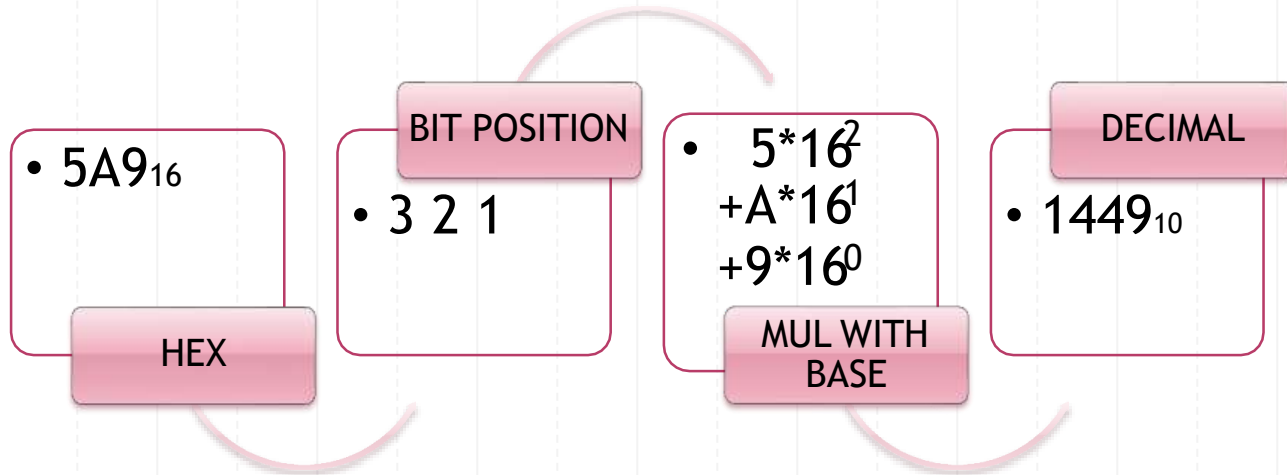 • 5A9₁₆
HEX
BIT POSITION
• 3 2 1
• 5*16²
+A*16¹
+9*16⁰
MUL WITH
BASE
DECIMAL
• 1449₁₀